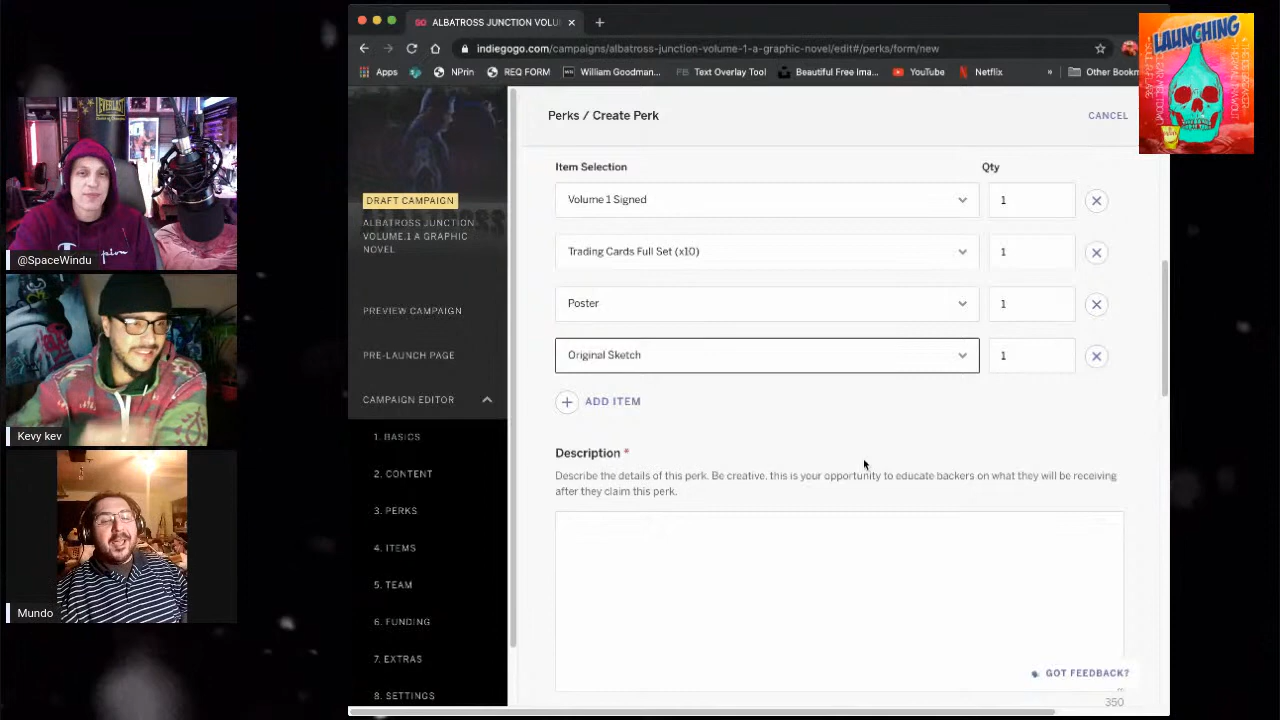 ALBATROSS JUNCTION VOLU
indiegogo.com/campaigns/albatross-junction-volume-1-a-graphic-novel/edit#/perks/form/new
Apps
NPrin
REQ FORM
William Goodman...
Text Overlay Tool
Beautiful Free Ima...
YouTube
Netflix
»
Other Bookm
LAUNCHING
Perks / Create Perk
CANCEL
Item Selection
Qty
Volume 1 Signed
1
Trading Cards Full Set (x10)
1
Poster
1
Original Sketch
1
ADD ITEM
Description *
Describe the details of this perk. Be creative, this is your opportunity to educate backers on what they will be receiving
after they claim this perk.
GOT FEEDBACK?
350
DRAFT CAMPAIGN
ALBATROSS JUNCTION
VOLUME.1 A GRAPHIC
NOVEL
PREVIEW CAMPAIGN
PRE-LAUNCH PAGE
CAMPAIGN EDITOR
1. BASICS
2. CONTENT
3. PERKS
4. ITEMS
5. TEAM
6. FUNDING
7. EXTRAS
8. SETTINGS
EVERLAST
@SpaceWindu
Kevy kev
Mundo